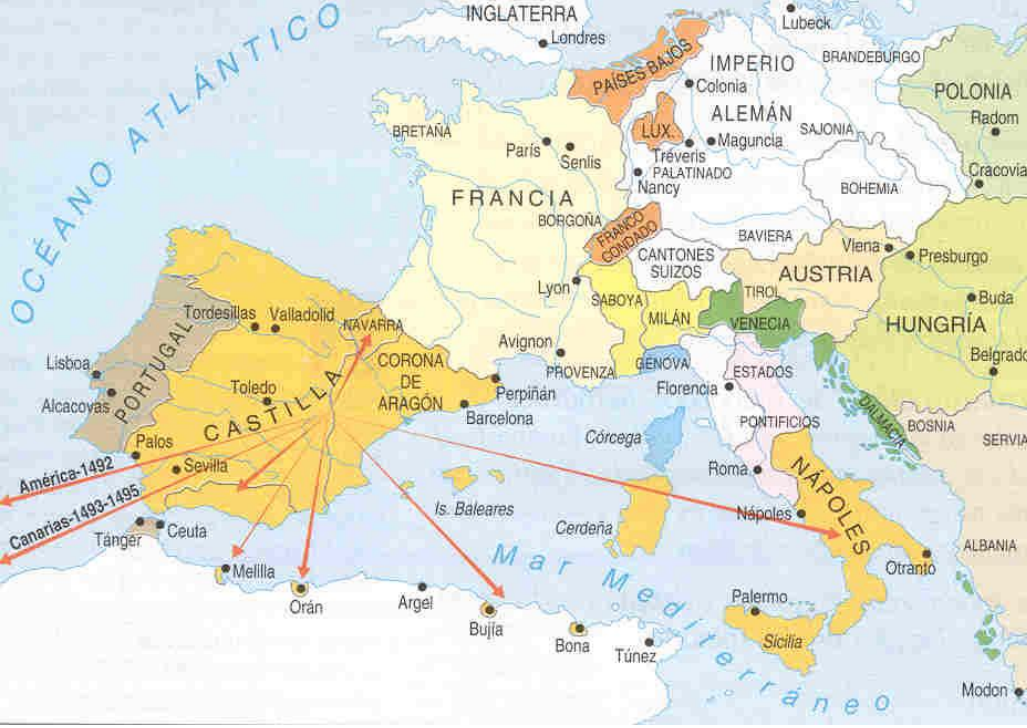 INGLATERRA
Londres
Lubeck
OCÉANO ATLÁNTICO
PAÍSES BAJOS
IMPERIO
ALEMÁN
BRANDEBURGO
Colonia
POLONIA
Radom
BRETAÑA
París
Senlis
LUX.
Maguncia
SAJONIA
Tréveris
PALATINADO
Nancy
Cracovia
BOHEMIA
FRANCIA
BORGOÑA
FRANCO
CONDADO
BAVIERA
Viena
Presburgo
CANTONES
SUIZOS
AUSTRIA
Lyon
SABOYA
TIROL
Buda
MILÁN
VENECIA
HUNGRÍA
Tordesillas
Valladolid
NAVARRA
Avignon
PROVENZA
GENOVA
Belgrado
Lisboa
PORTUGAL
CORONA
DE
ARAGÓN
Perpiñán
Florencia
ESTADOS
PONTIFICIOS
Alcacovas
Toledo
CASTILLA
Barcelona
DALMACIA
BOSNIA
SERVIA
Palos
Sevilla
Córcega
Roma
NÁPOLES
América-1492
Canarias-1493-1495
Is. Baleares
Cerdeña
Nápoles
Tánger
Ceuta
Otranto
ALBANIA
Mar Mediterráneo
Melilla
Orán
Argel
Bujía
Bona
Túnez
Palermo
Sicilia
Modon